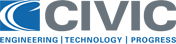 CIVIC
ENGINEERING | TECHNOLOGY | PROGRESS